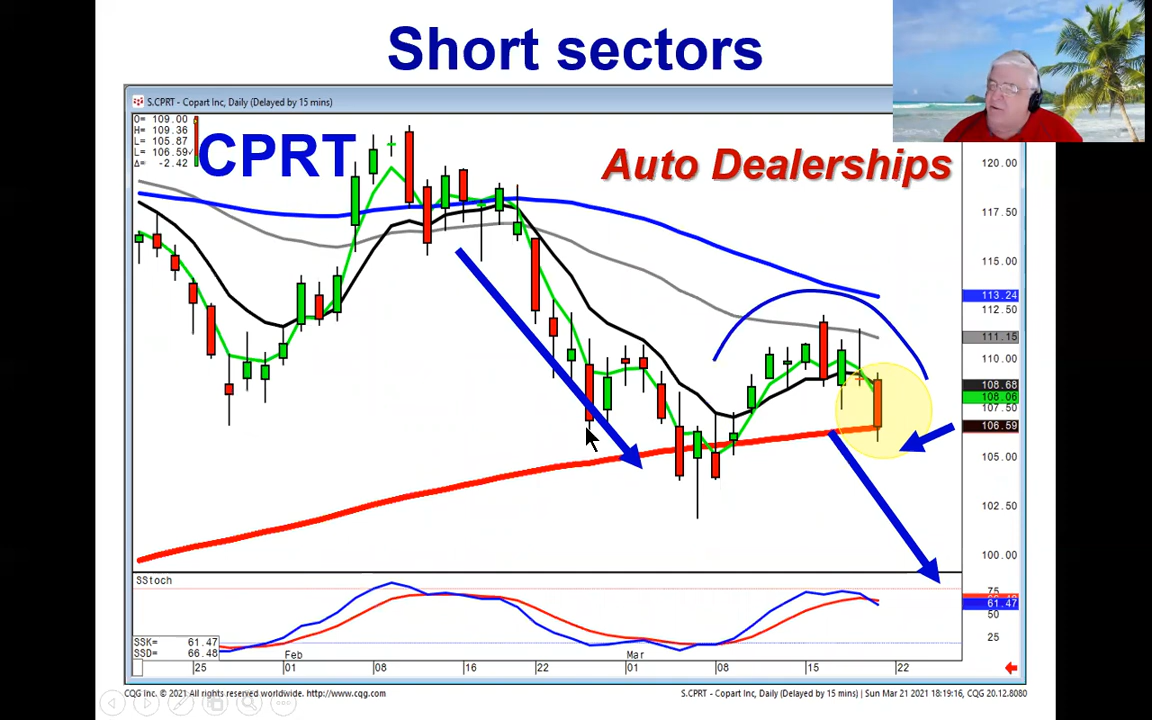 Short sectors
S.CPRT - Copart Inc, Daily (Delayed by 15 mins)
O= 109.00
H= 109.36
L= 105.87
L= 106.59
Δ= -2.42
CPRT
Auto Dealerships
120.00
117.50
115.00
113.24
112.50
111.15
110.00
108.68
108.06
107.50
106.59
105.00
102.50
100.00
SStoch
75
61.47
50
25
SSK= 61.47
SSD= 66.48
Feb
Mar
25 01 08 16 22 01 08 15 22
CQG Inc. © 2021 All rights reserved worldwide. http://www.cqg.com
S.CPRT - Copart Inc, Daily (Delayed by 15 mins) | Sun Mar 21 2021 18:19:16, CQG 20.12.8080